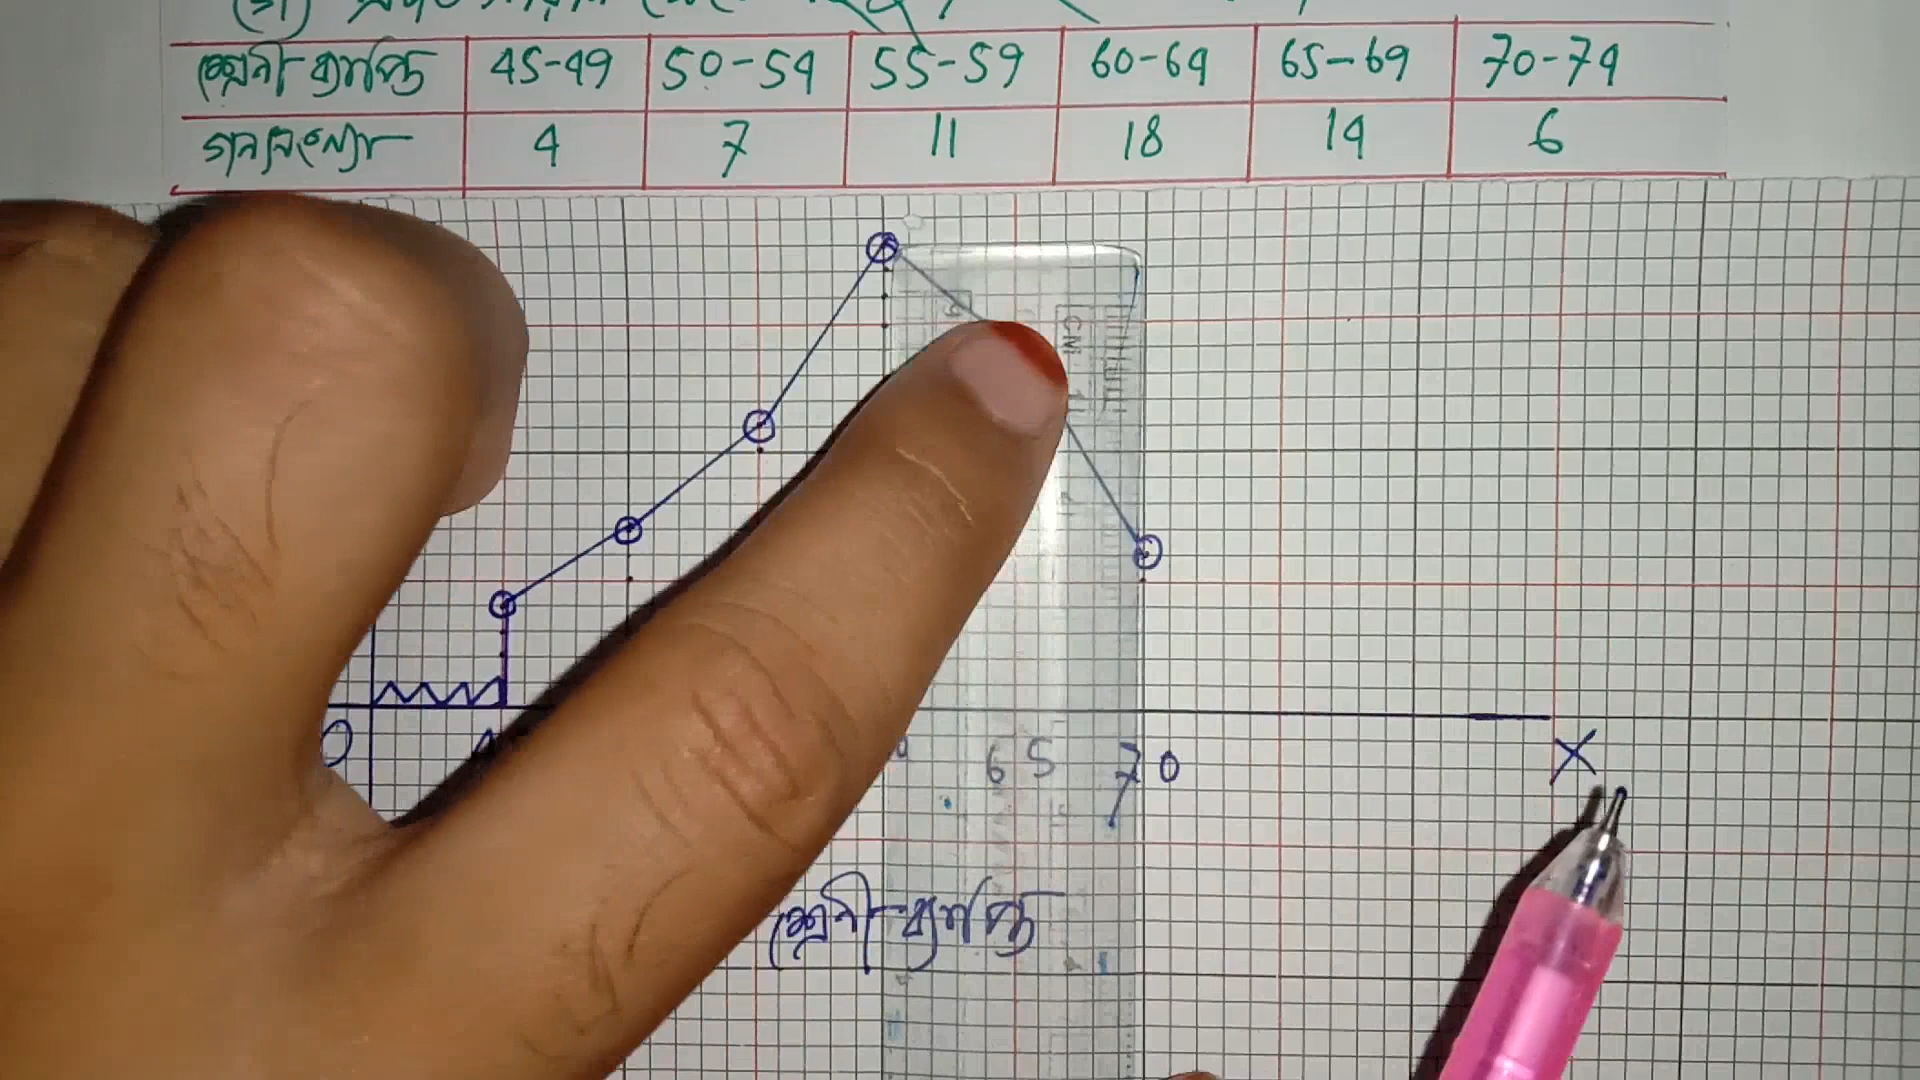 শ্রেণী ব্যাপ্তি 45-49 50-54 55-59 60-64 65-69 70-74
গনসংখ্যা 4 7 11 18 14 6
O 65 70 X
শ্রেণী ব্যাপ্তি